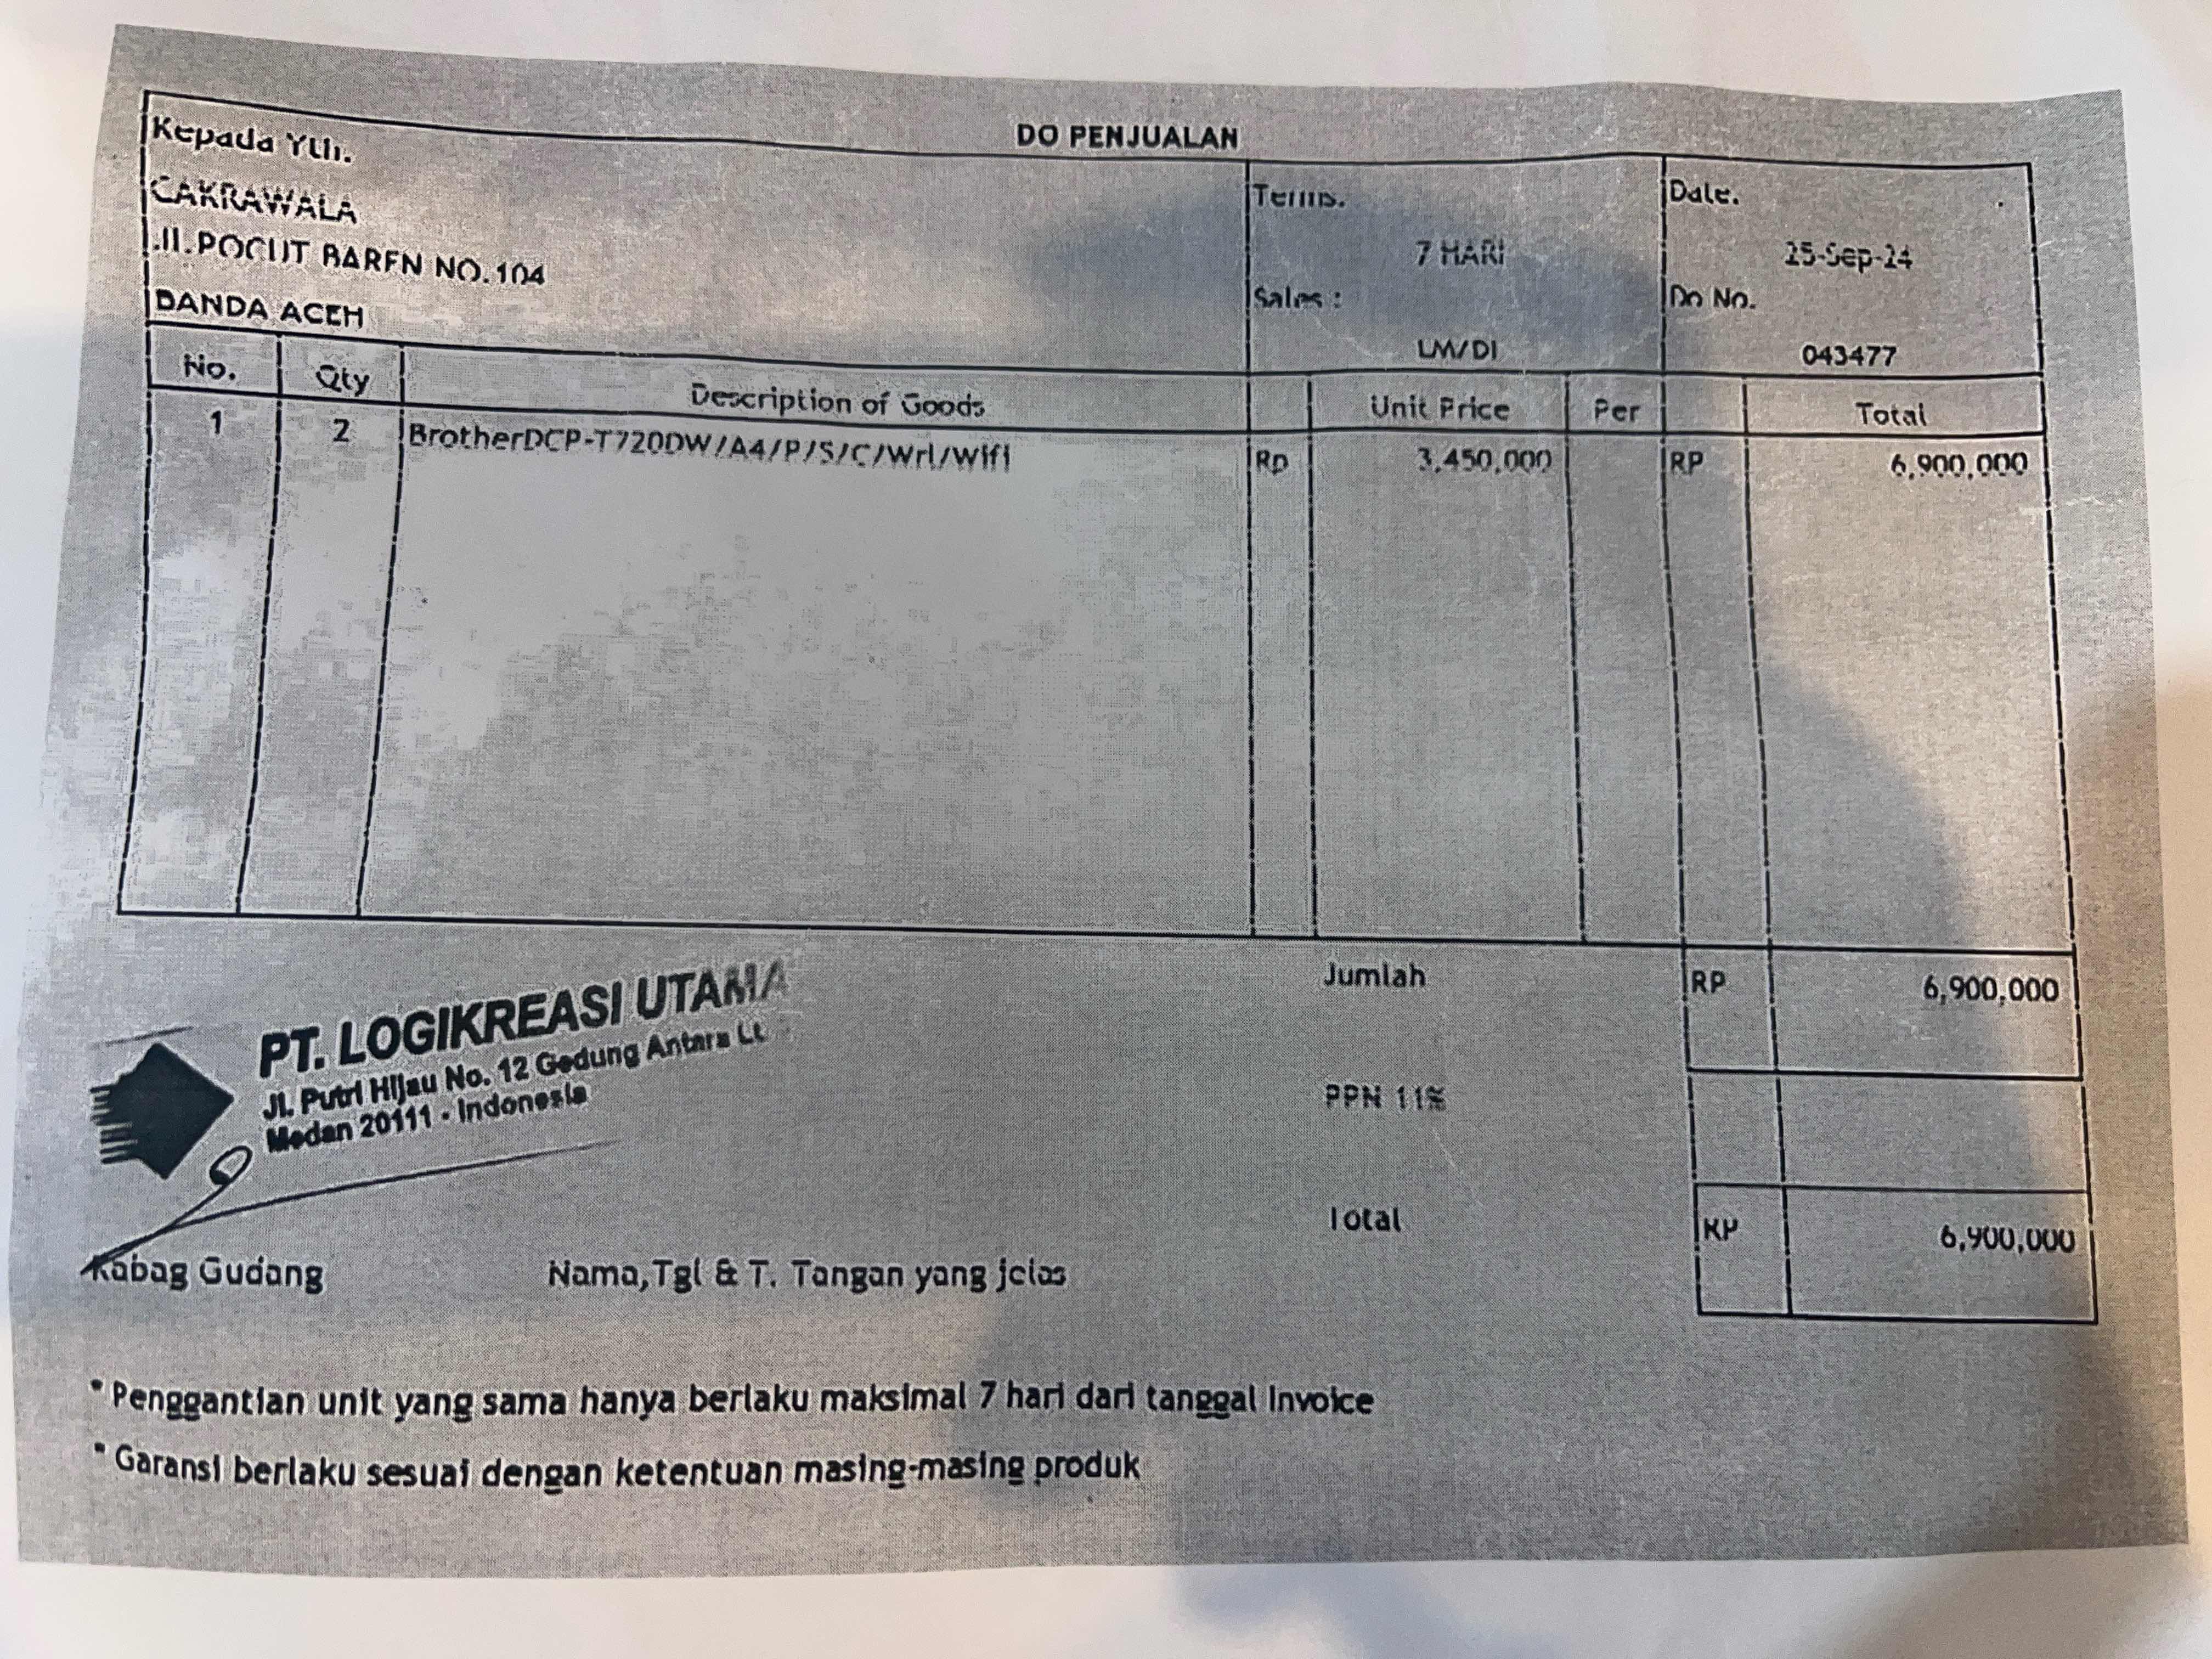 DO PENJUALAN
Kepada Yth.
CAKRAWALA
Jl.POCUT BAREN NO.104
BANDA ACEH
Terms.
7 HARI
Sales :
LM/DI
Date.
25-Sep-24
Do No.
043477
No. Qty Description of Goods Unit Price Per Total
1 2 BrotherDCP-T720DW/A4/P/S/C/Wrl/Wifi Rp 3,450,000 RP 6,900,000
Jumlah RP 6,900,000
PPN 11%
Total RP 6,900,000
PT. LOGIKREASI UTAMA
Jl. Putri Hijau No. 12 Gedung Antara Lt
Medan 20111 - Indonesia
Kabag Gudang Nama,Tgl & T. Tangan yang jelas
* Penggantian unit yang sama hanya berlaku maksimal 7 hari dari tanggal Invoice
* Garansi berlaku sesuai dengan ketentuan masing-masing produk